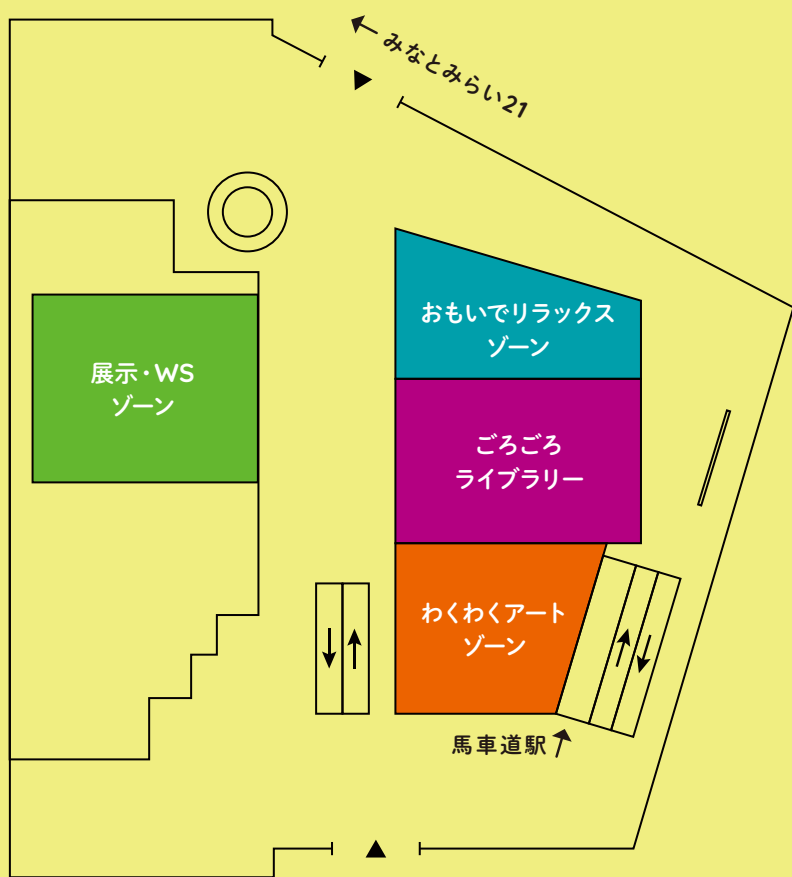 みなとみらい21
おもいでリラックス
ゾーン
展示・WS
ゾーン
ごろごろ
ライブラリー
わくわくアート
ゾーン
馬車道駅